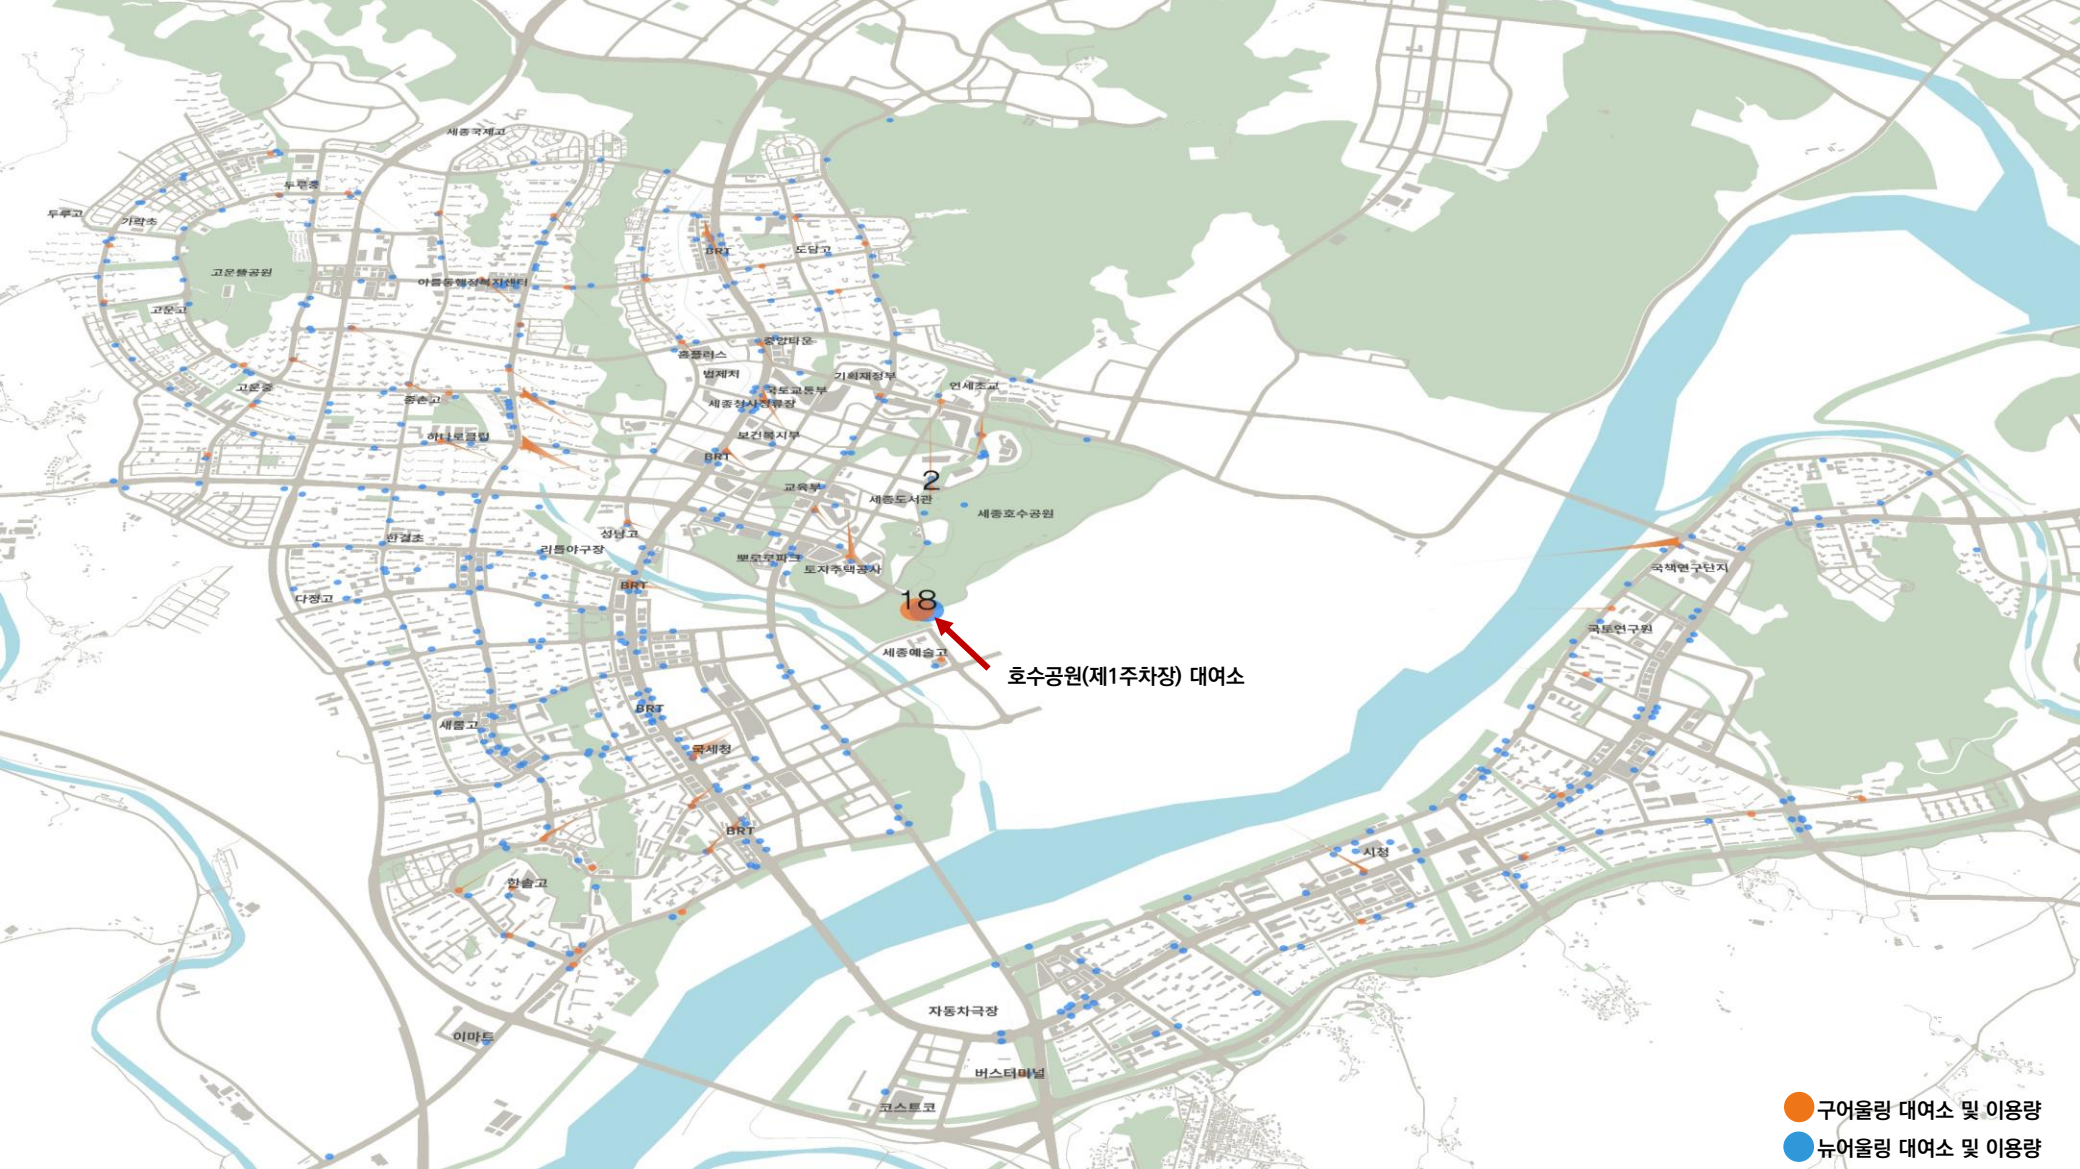 세종국제고
두루중
두루고
가락초
BRT
도담고
고운뜰공원
아름동행정복지센터
고운고
중앙타운
홈플러스
법제처
기획재정부
연세초교
고운중
국토교통부
종촌고
세종청사정류장
하나로클럽
보건복지부
BRT
2
교육부
세종도서관
세종호수공원
성남고
한결초
리틀야구장
뽀로로파크
토지주택공사
국책연구단지
BRT
다정고
18
국토연구원
세종예술고
호수공원(제1주차장) 대여소
BRT
새롬고
국세청
BRT
시청
한솔고
자동차극장
이마트
버스터미널
코스트코
구어울링 대여소 및 이용량
뉴어울링 대여소 및 이용량